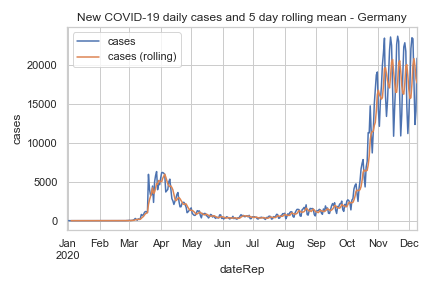 New COVID-19 daily cases and 5 day rolling mean - Germany
cases
cases (rolling)
cases
20000
15000
10000
5000
0
Jan Feb Mar Apr May Jun Jul Aug Sep Oct Nov Dec
2020
dateRep